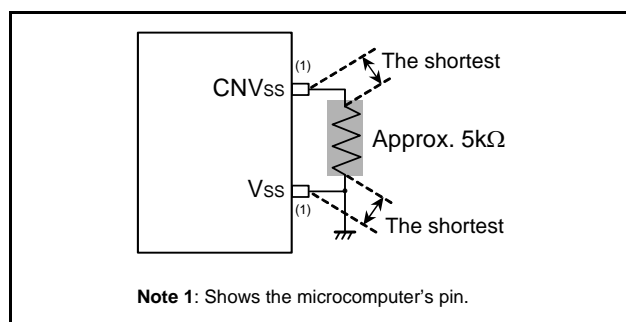 (1)
The shortest
CNVss
Approx. 5kΩ
Vss
(1)
The shortest
Note 1: Shows the microcomputer's pin.